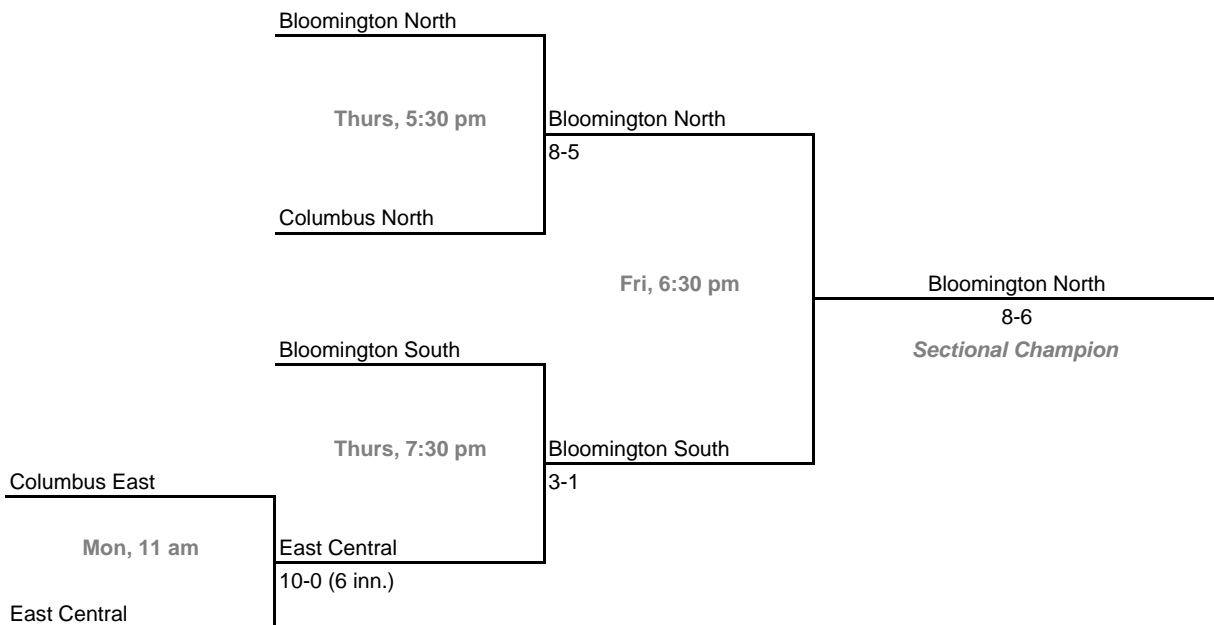 Bloomington North
Thurs, 5:30 pm
Bloomington North
8-5
Columbus North
Fri, 6:30 pm
Bloomington North
8-6
Bloomington South
Sectional Champion
Thurs, 7:30 pm
Bloomington South
Columbus East
3-1
Mon, 11 am
East Central
10-0 (6 inn.)
East Central